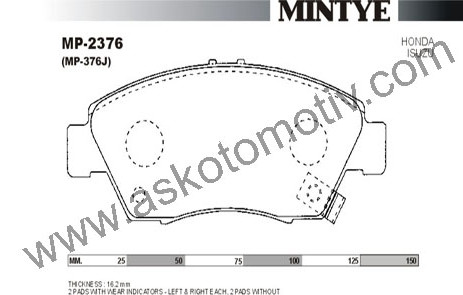 MINTYE
MP-2376
(MP-376J)
HONDA
ISUZU
www.askotomotiv.com
MM. 25 50 75 100 125 150
THICKNESS : 16.2 mm
2 PADS WITH WEAR INDICATORS - LEFT & RIGHT EACH, 2 PADS WITHOUT